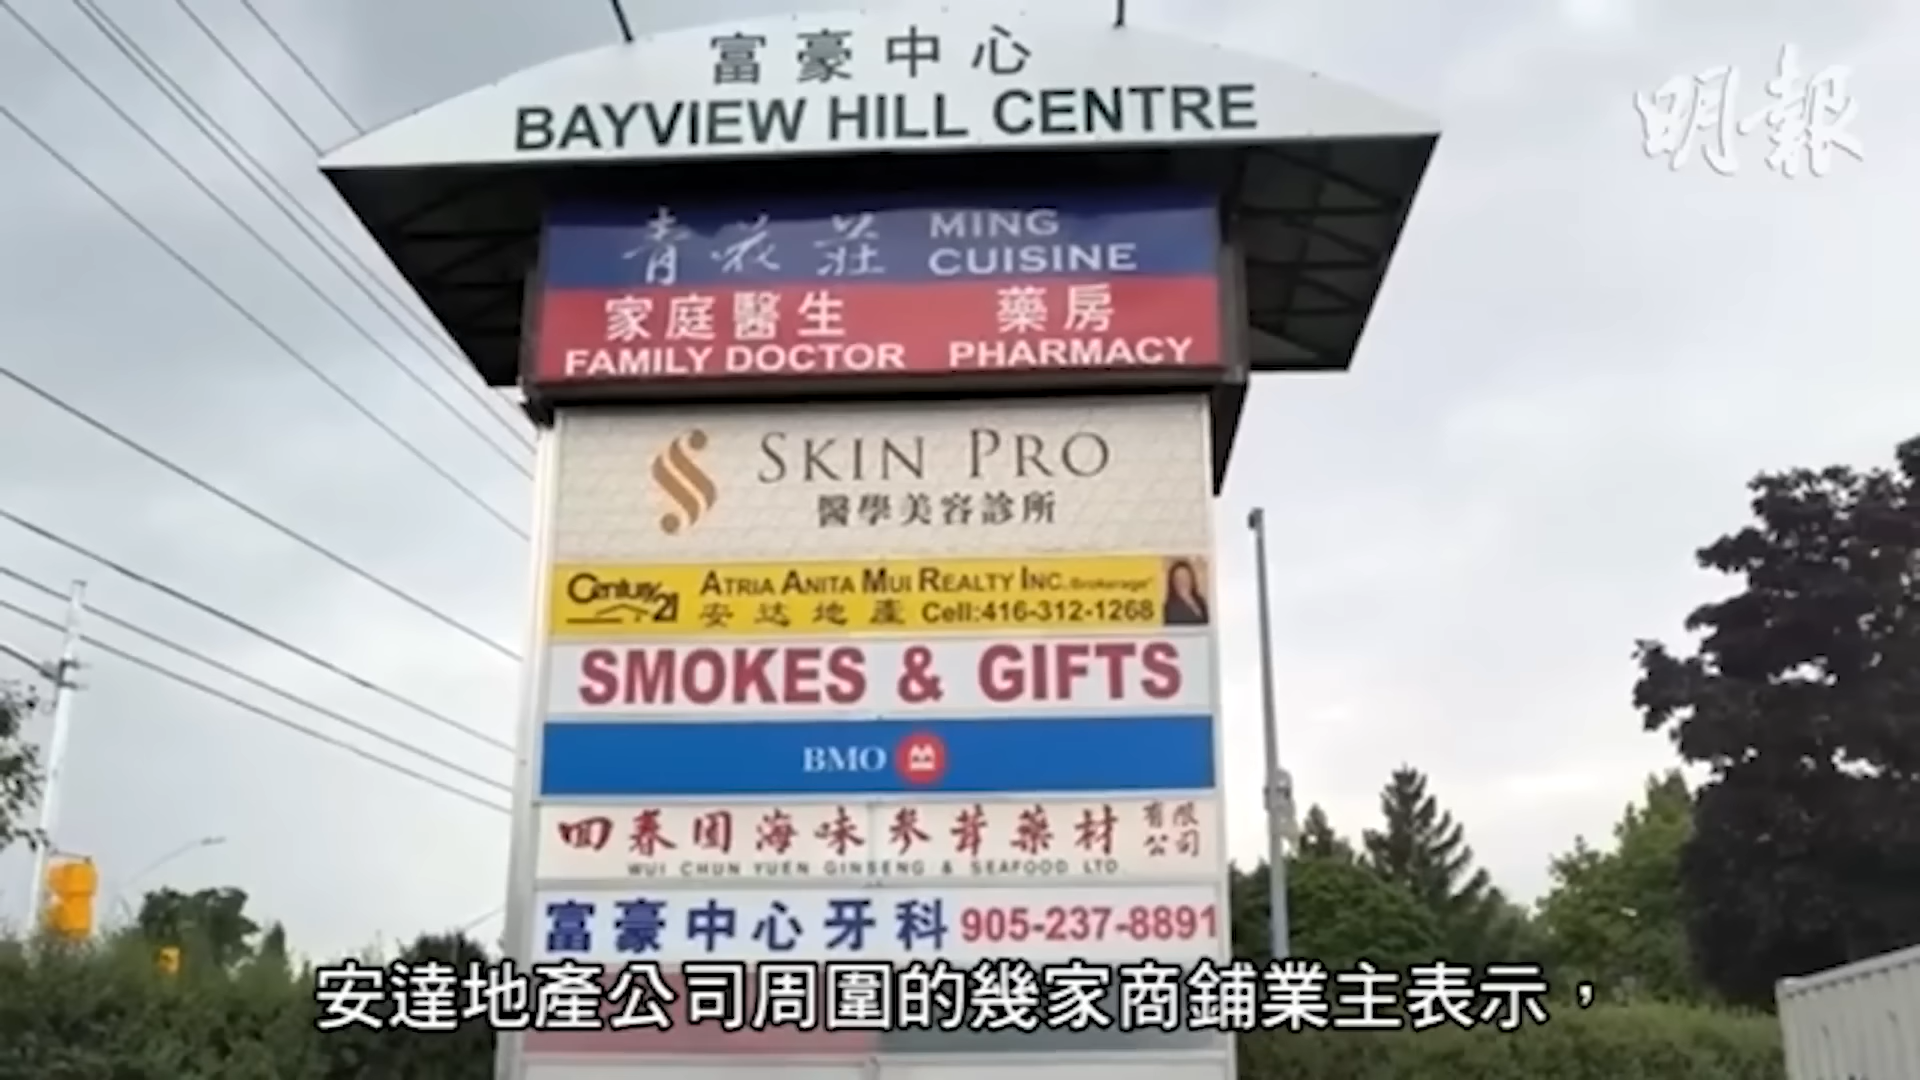 富豪中心
BAYVIEW HILL CENTRE
明報
青花莊 MING
CUISINE
家庭醫生 藥房
FAMILY DOCTOR PHARMACY
SKIN PRO
醫學美容診所
Century 21 ATRIA ANITA MUI REALTY INC. Brokerage
安达地產 Cell:416-312-1268
SMOKES & GIFTS
BMO
回春園海味參茸藥材 有限公司
WUI CHUN YUEN GINSENG & SEAFOOD LTD.
富豪中心牙科 905-237-8891
安達地產公司周圍的幾家商鋪業主表示，